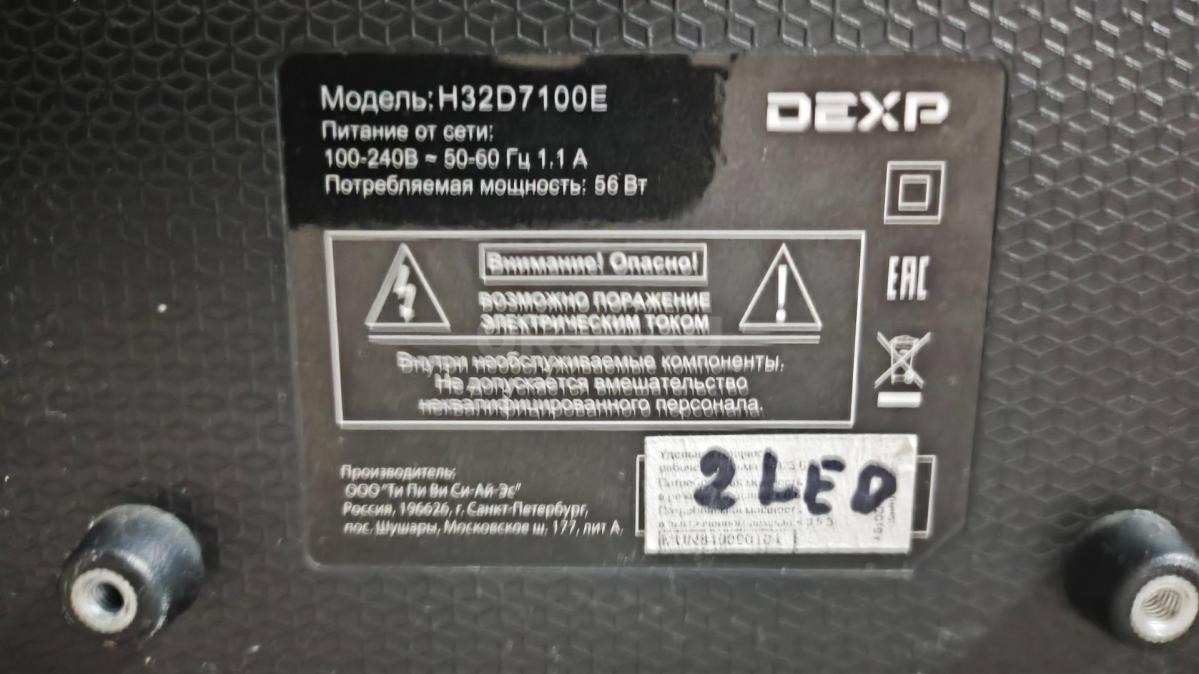 Модель: H32D7100E
DEXP
Питание от сети:
100-240В ~ 50-60 Гц 1,1 А
Потребляемая мощность: 56 Вт
Внимание! Опасно!
ВОЗМОЖНО ПОРАЖЕНИЕ
ЭЛЕКТРИЧЕСКИМ ТОКОМ
EAC
Внутри необслуживаемые компоненты.
Не допускается вмешательство
неквалифицированного персонала.
Производитель:
ООО "Ти Пи Ви Си-Ай-Эс"
Россия, 196626, г. Санкт-Петербург,
пос. Шушары, Московское ш. 177, лит А.
2 LED